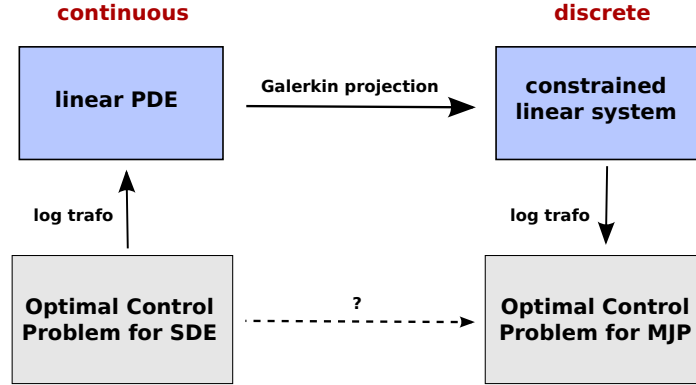 continuous
discrete
linear PDE
Galerkin projection
constrained
linear system
log trafo
log trafo
Optimal Control
Problem for SDE
?
Optimal Control
Problem for MJP